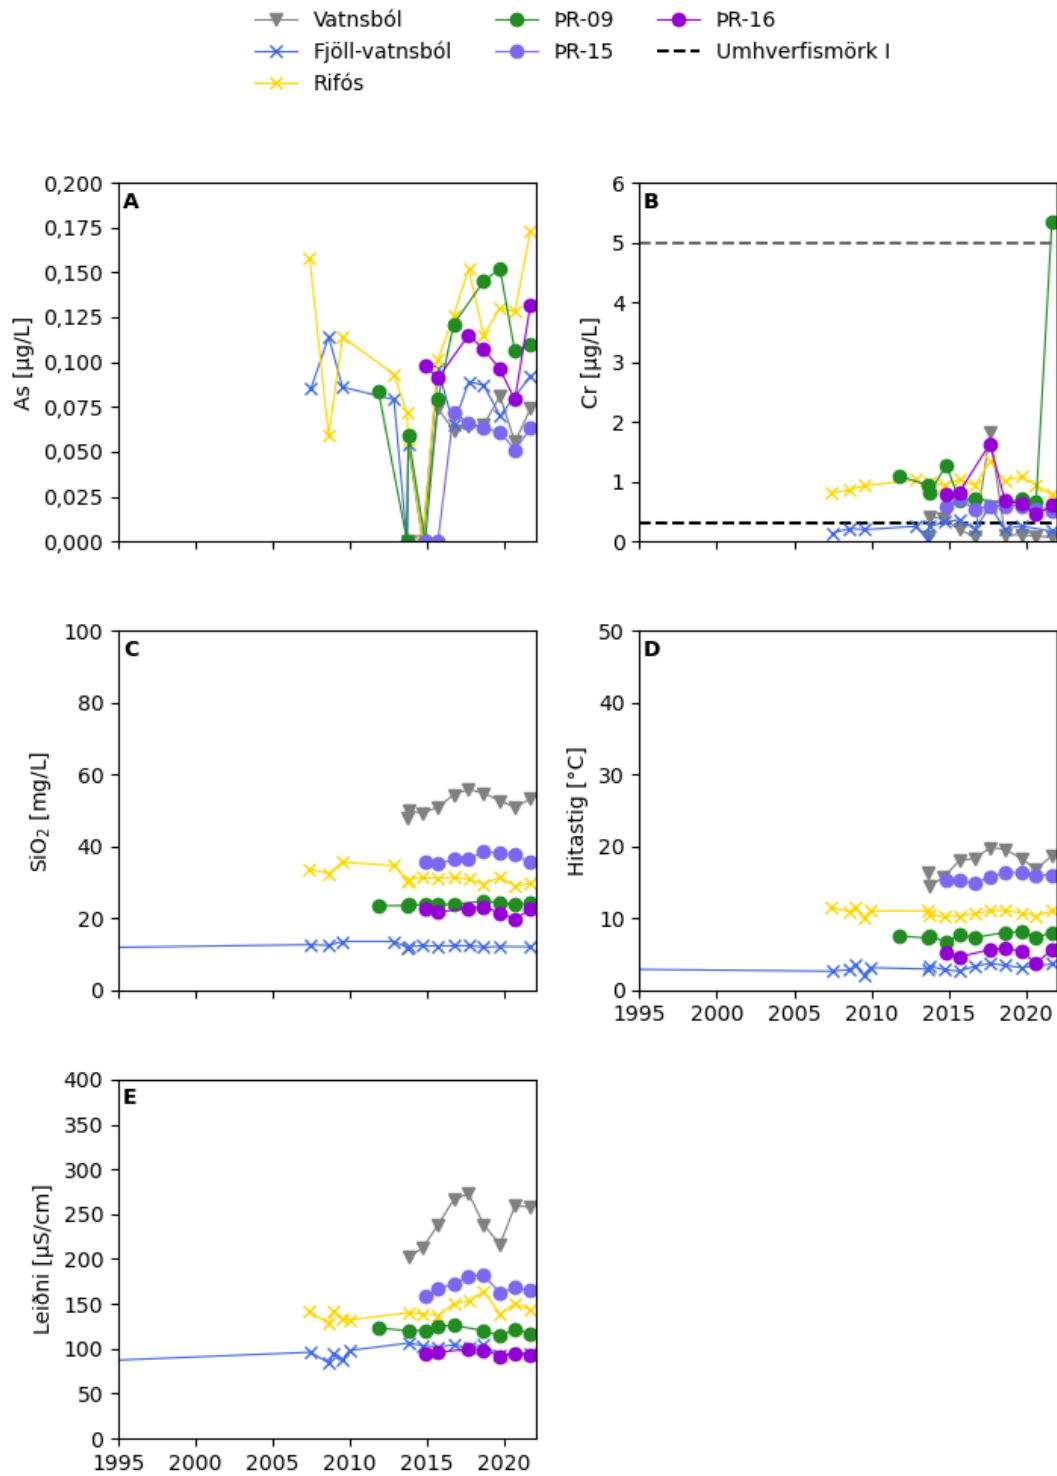 Vatnsból
Fjöll-vatnsból
Rifós
ÞR-09
ÞR-15
ÞR-16
Umhverfismörk I
A
0,200
0,175
0,150
0,125
0,100
0,075
0,050
0,025
0,000
As [µg/L]
B
6
5
4
3
2
1
0
Cr [µg/L]
C
100
80
60
40
20
0
SiO₂ [mg/L]
D
50
40
30
20
10
0
Hitastig [°C]
1995 2000 2005 2010 2015 2020
E
400
350
300
250
200
150
100
50
0
Leiðni [µS/cm]
1995 2000 2005 2010 2015 2020